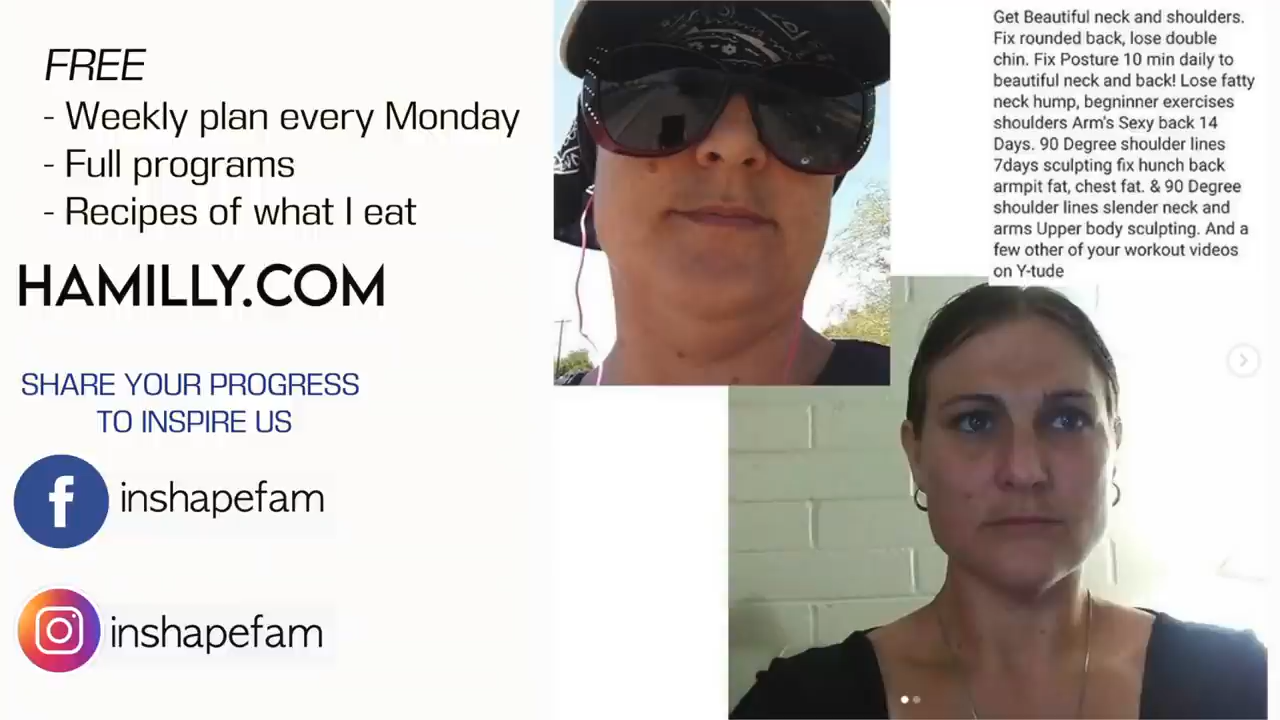 FREE
- Weekly plan every Monday
- Full programs
- Recipes of what I eat
HAMILLY.COM
SHARE YOUR PROGRESS
TO INSPIRE US
f inshapefam
inshapefam
Get Beautiful neck and shoulders.
Fix rounded back, lose double
chin. Fix Posture 10 min daily to
beautiful neck and back! Lose fatty
neck hump, begninner exercises
shoulders Arm's Sexy back 14
Days. 90 Degree shoulder lines
7days sculpting fix hunch back
armpit fat, chest fat. & 90 Degree
shoulder lines slender neck and
arms Upper body sculpting. And a
few other of your workout videos
on Y-tude